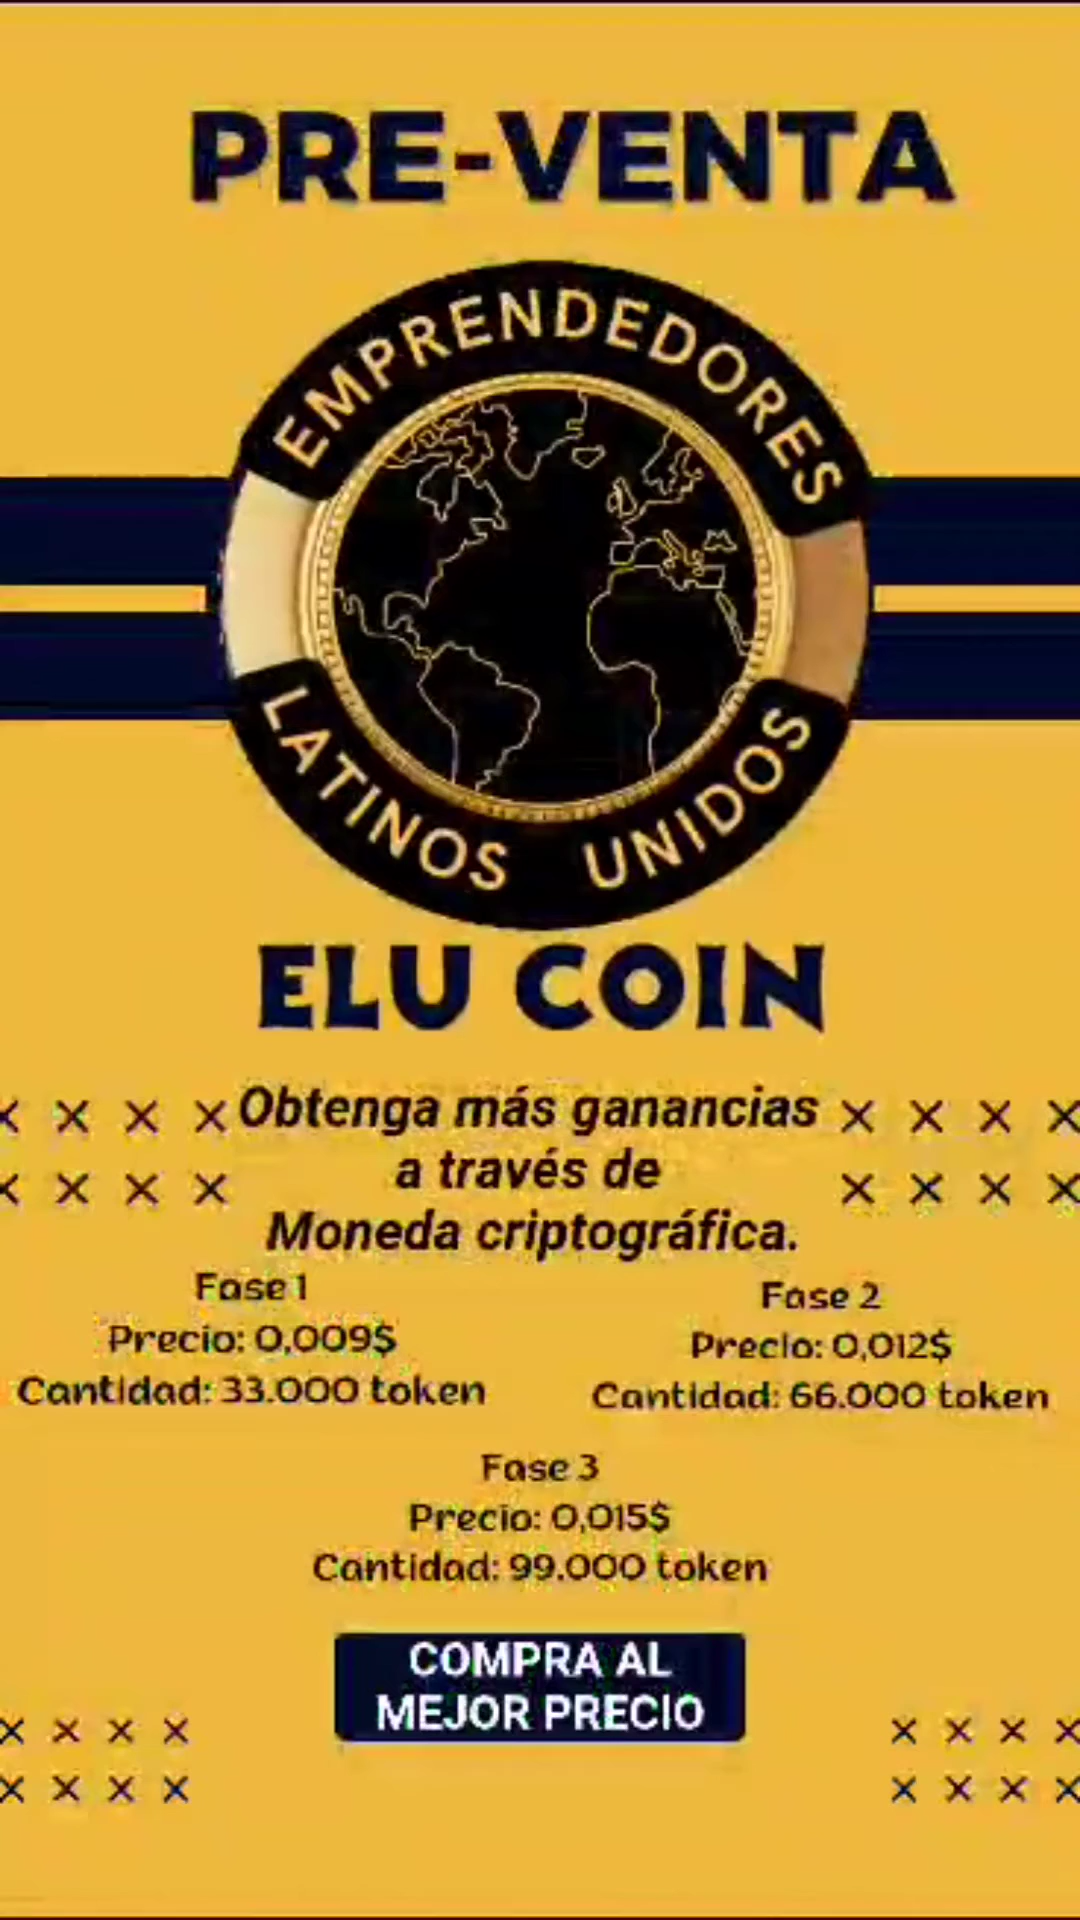 PRE-VENTA
EMPRENDEDORES
LATINOS UNIDOS
ELU COIN
Obtenga más ganancias
a través de
Moneda criptográfica.
Fase 1
Precio: 0,009$
Cantidad: 33.000 token
Fase 2
Precio: 0,012$
Cantidad: 66.000 token
Fase 3
Precio: 0,015$
Cantidad: 99.000 token
COMPRA AL
MEJOR PRECIO